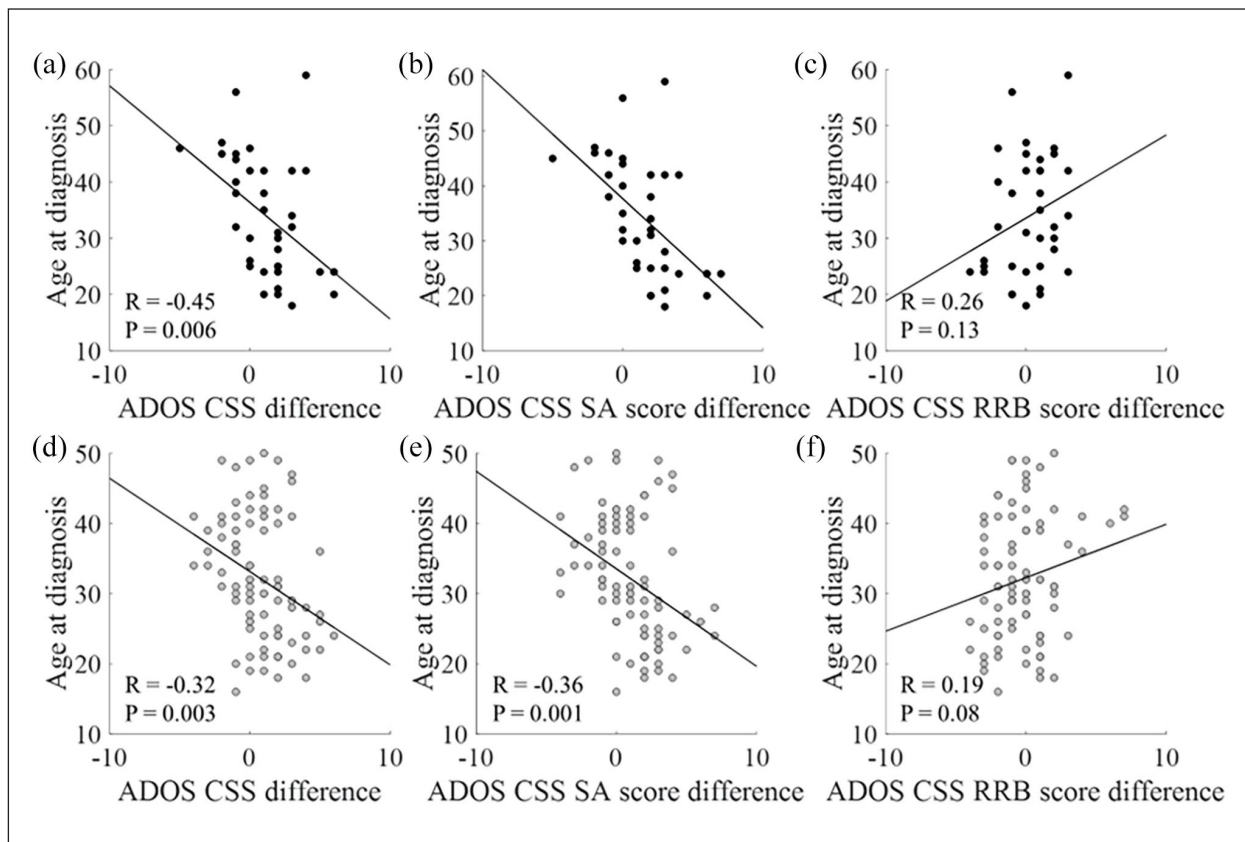 (a)
60
50
40
30
20
10
Age at diagnosis
R = -0.45
P = 0.006
-10 0 10
ADOS CSS difference
(b)
60
50
40
30
20
10
Age at diagnosis
-10 0 10
ADOS CSS SA score difference
(c)
60
50
40
30
20
10
Age at diagnosis
R = 0.26
P = 0.13
-10 0 10
ADOS CSS RRB score difference
(d)
50
40
30
20
10
Age at diagnosis
R = -0.32
P = 0.003
-10 0 10
ADOS CSS difference
(e)
50
40
30
20
10
Age at diagnosis
R = -0.36
P = 0.001
-10 0 10
ADOS CSS SA score difference
(f)
50
40
30
20
10
Age at diagnosis
R = 0.19
P = 0.08
-10 0 10
ADOS CSS RRB score difference